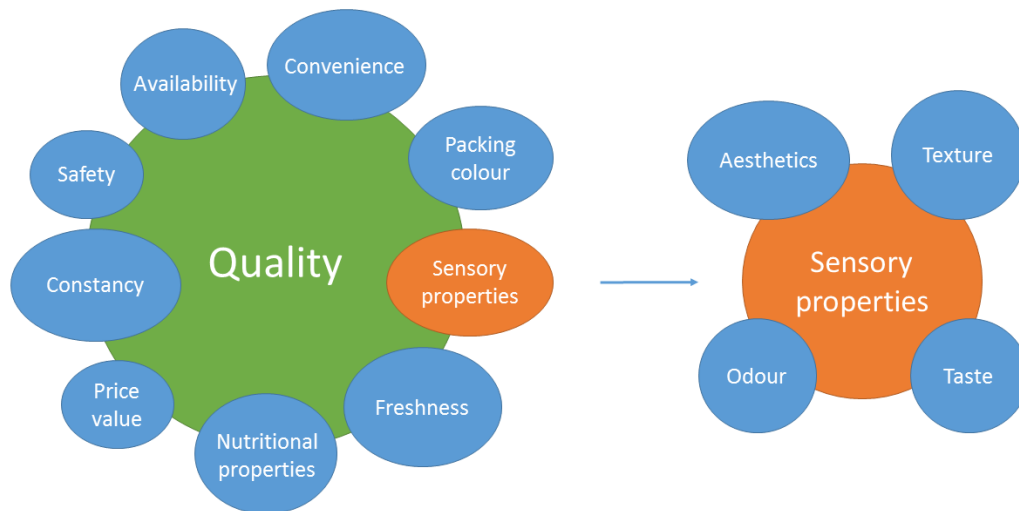 Availability
Convenience
Packing
colour
Safety
Quality
Constancy
Sensory
properties
Price
value
Freshness
Nutritional
properties
Aesthetics
Texture
Sensory
properties
Odour
Taste